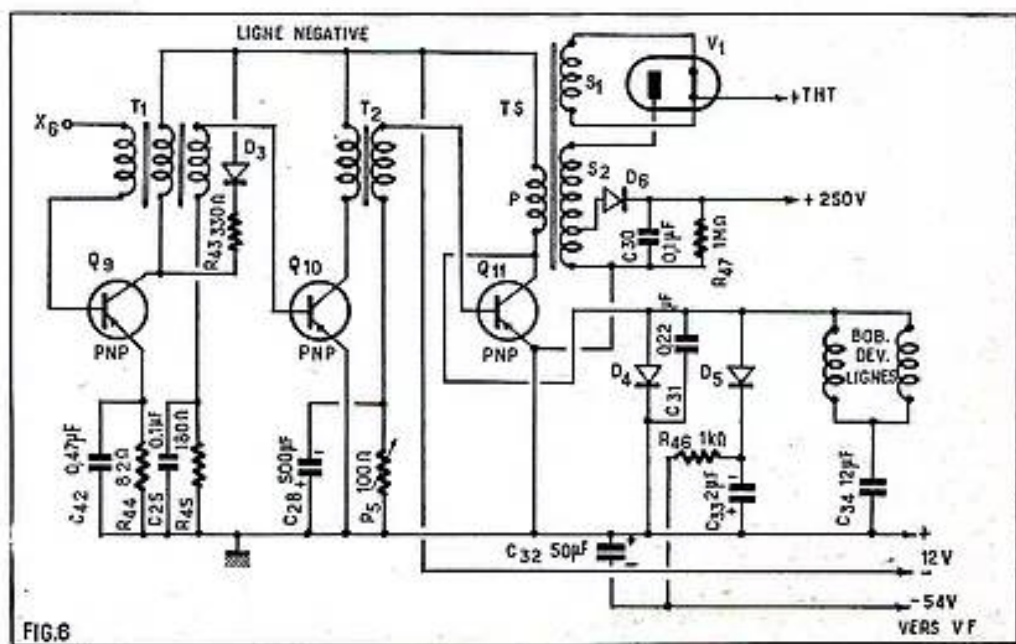 LIGNE NEGATIVE
V1
S1
+THT
T1
T2
TS
X6
D3
S2
D6
P
+250V
R43 330Ω
C30
0,1µF
R47 1MΩ
Q9
Q10
Q11
PNP
PNP
PNP
0,22 µF
D4
C31
D5
BOB.
DEV.
LIGNES
R46 1kΩ
C42
0,47µF
R44 82Ω
C25
0.1µF
R45
180Ω
C28
500µF
+
-
P5 100Ω
C33 2µF
+
-
C34 12µF
C32 50µF
+
-
+
12V
-
-54V
VERS VF
FIG.6